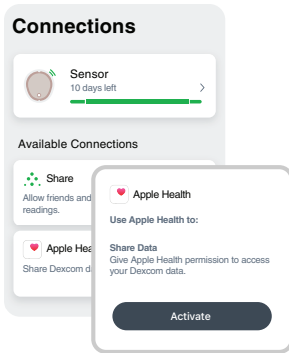 Connections
Sensor
10 days left
Available Connections
Share
Allow friends and
readings.
Apple Hea
Share Dexcom d
Apple Health
Use Apple Health to:
Share Data
Give Apple Health permission to access
your Dexcom data.
Activate